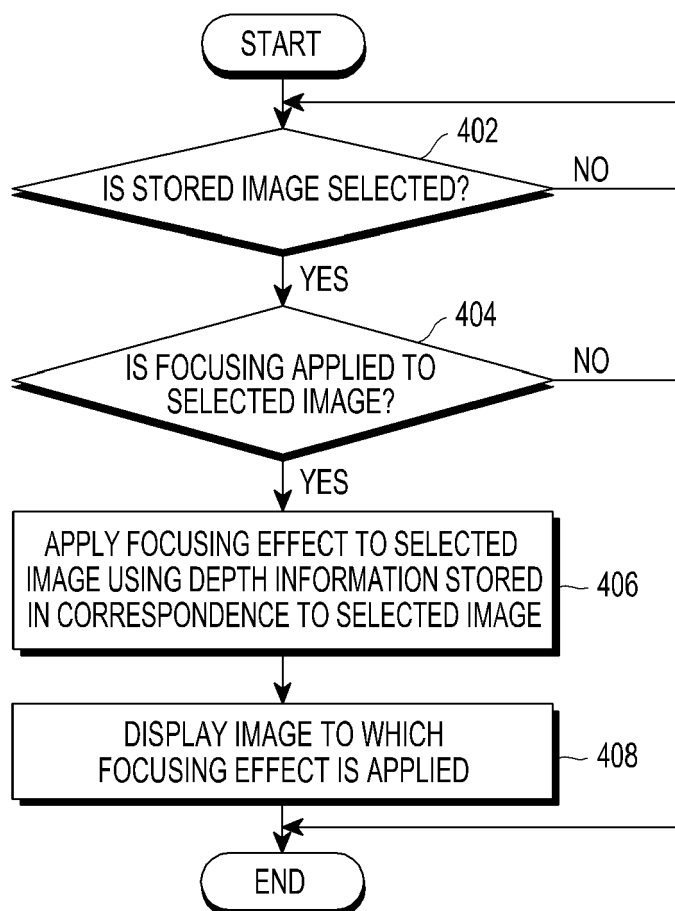 START
402
IS STORED IMAGE SELECTED?
NO
YES
404
IS FOCUSING APPLIED TO
SELECTED IMAGE?
NO
YES
APPLY FOCUSING EFFECT TO SELECTED
IMAGE USING DEPTH INFORMATION STORED
IN CORRESPONDENCE TO SELECTED IMAGE
406
DISPLAY IMAGE TO WHICH
FOCUSING EFFECT IS APPLIED
408
END